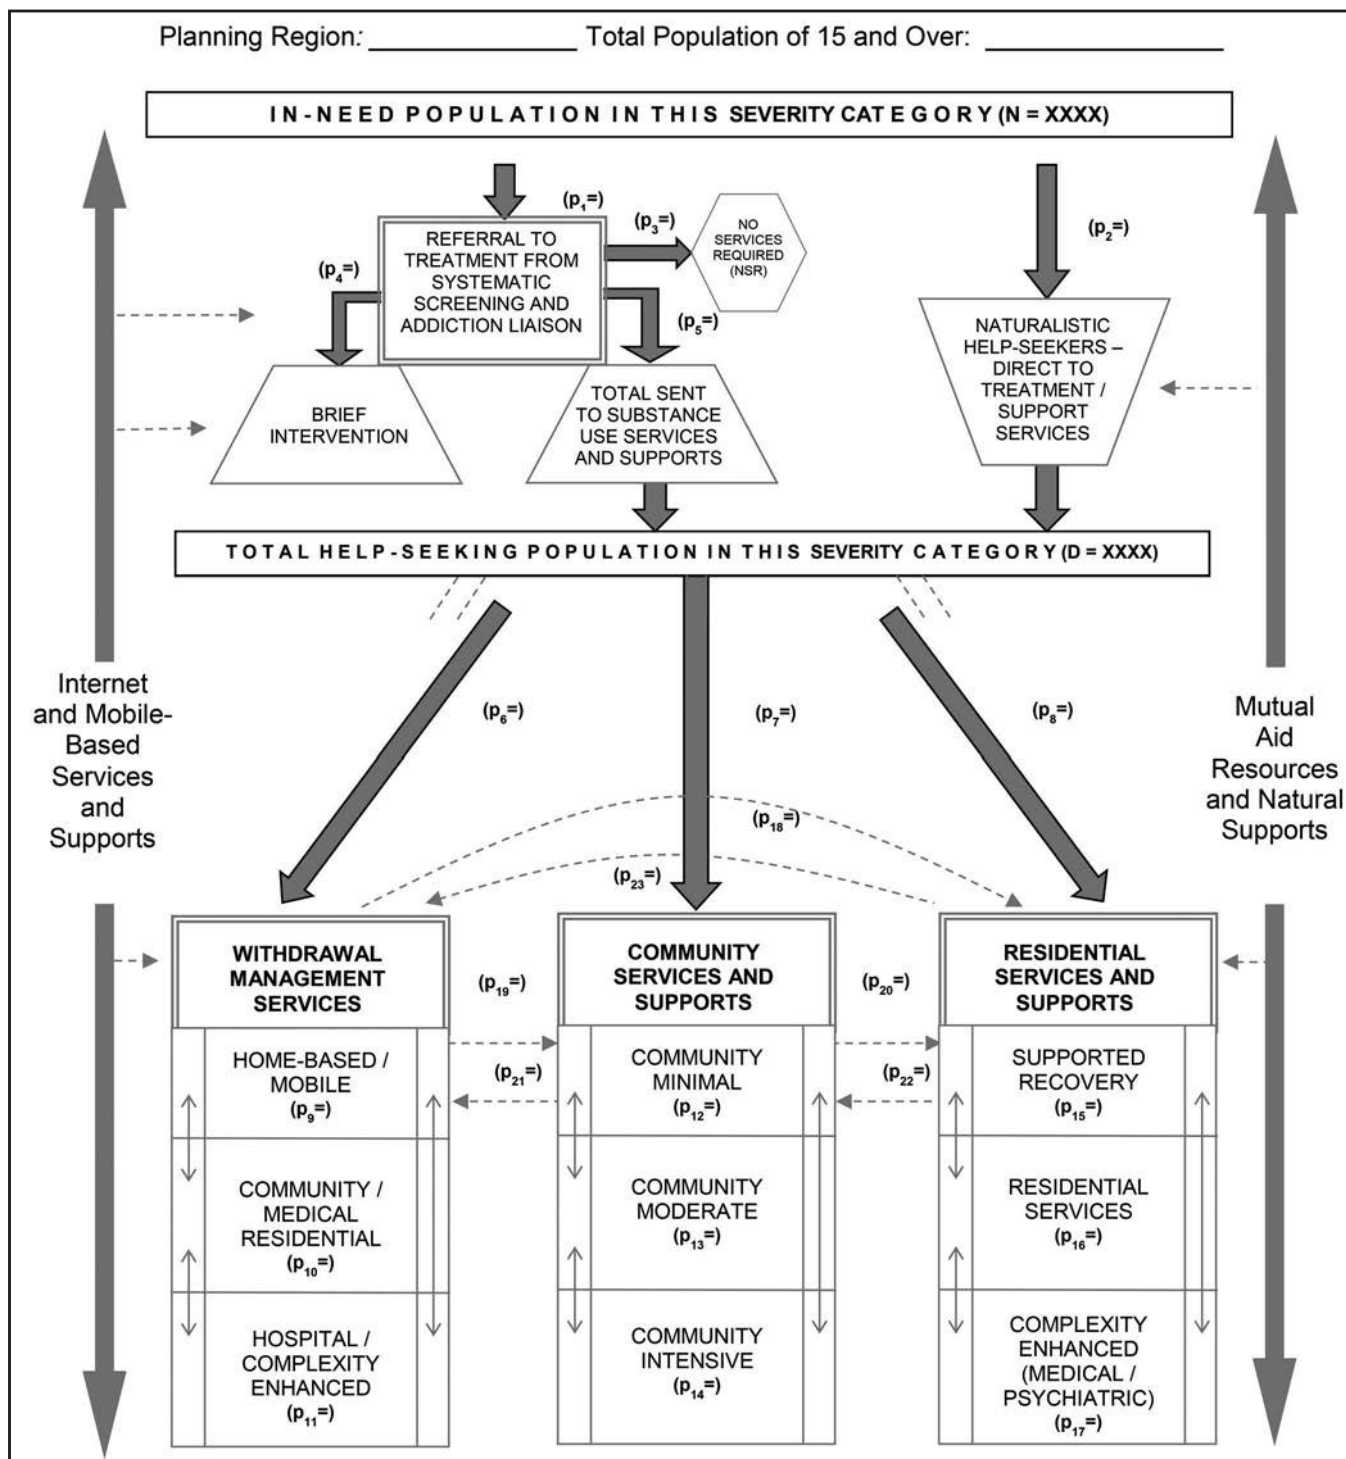 Planning Region: ____________ Total Population of 15 and Over: ______________
IN-NEED POPULATION IN THIS SEVERITY CATEGORY (N = XXXX)
(p1=)
(p2=)
(p3=)
(p4=)
(p5=)
REFERRAL TO
TREATMENT FROM
SYSTEMATIC
SCREENING AND
ADDICTION LIAISON
NO
SERVICES
REQUIRED
(NSR)
BRIEF
INTERVENTION
TOTAL SENT
TO SUBSTANCE
USE SERVICES
AND SUPPORTS
NATURALISTIC
HELP-SEEKERS –
DIRECT TO
TREATMENT /
SUPPORT
SERVICES
TOTAL HELP-SEEKING POPULATION IN THIS SEVERITY CATEGORY (D = XXXX)
Internet
and Mobile-
Based
Services
and
Supports
(p6=)
(p7=)
(p8=)
Mutual
Aid
Resources
and Natural
Supports
(p18=)
(p23=)
WITHDRAWAL
MANAGEMENT
SERVICES
(p19=)
COMMUNITY
SERVICES AND
SUPPORTS
(p20=)
RESIDENTIAL
SERVICES AND
SUPPORTS
HOME-BASED /
MOBILE
(p9=)
(p21=)
COMMUNITY
MINIMAL
(p12=)
(p22=)
SUPPORTED
RECOVERY
(p15=)
COMMUNITY /
MEDICAL
RESIDENTIAL
(p10=)
COMMUNITY
MODERATE
(p13=)
RESIDENTIAL
SERVICES
(p16=)
HOSPITAL /
COMPLEXITY
ENHANCED
(p11=)
COMMUNITY
INTENSIVE
(p14=)
COMPLEXITY
ENHANCED
(MEDICAL /
PSYCHIATRIC)
(p17=)